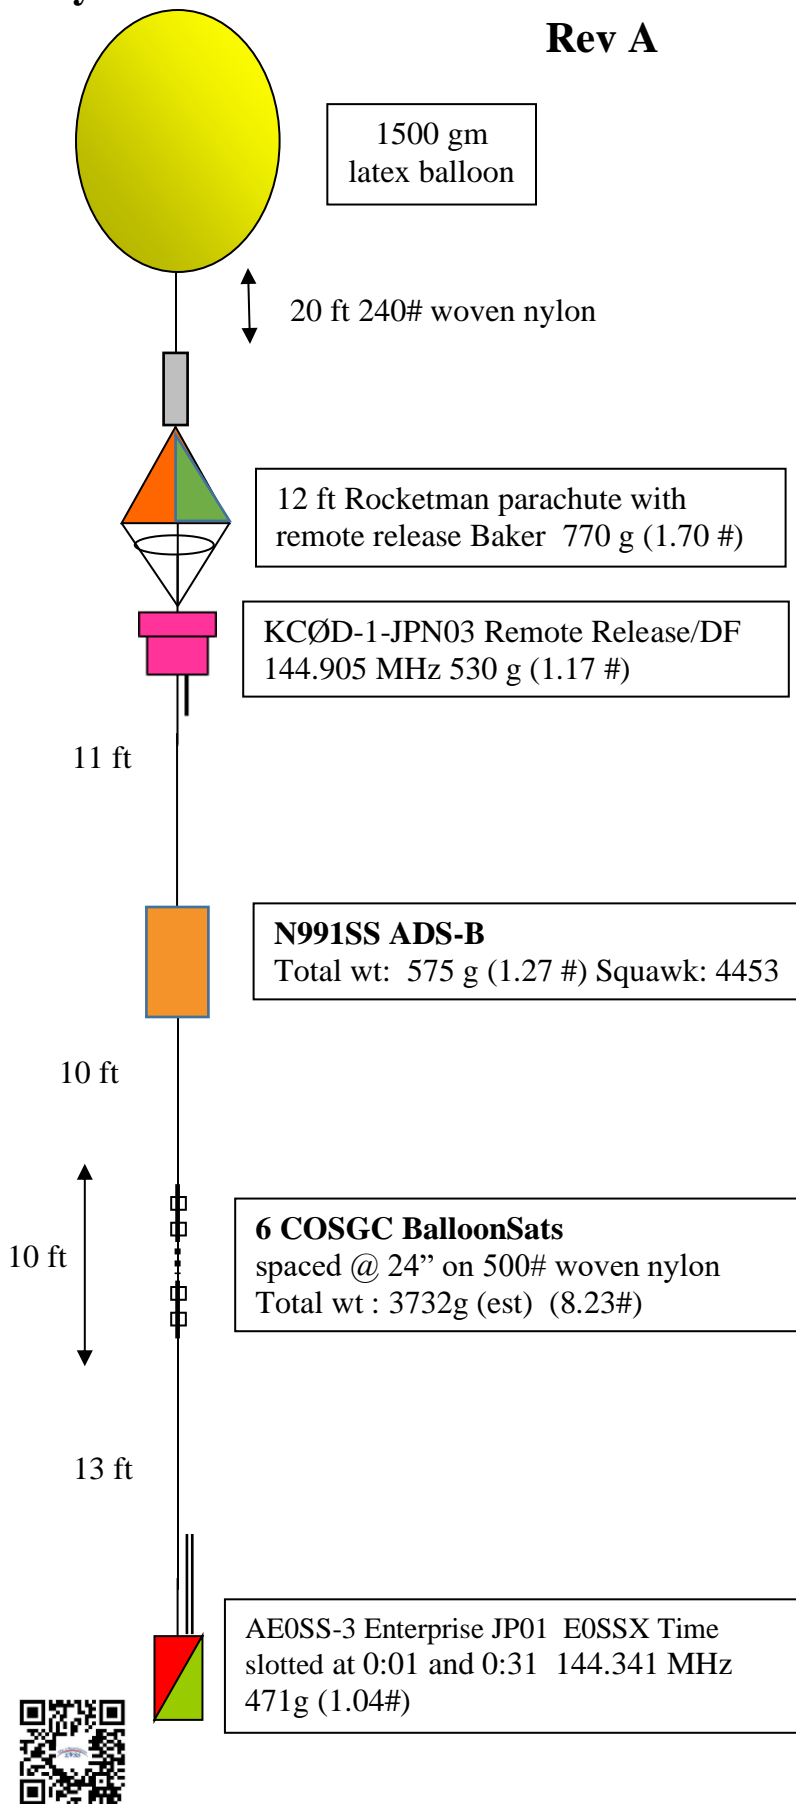 Rev A
1500 gm
latex balloon
20 ft 240# woven nylon
12 ft Rocketman parachute with
remote release Baker  770 g (1.70 #)
KCØD-1-JPN03 Remote Release/DF
144.905 MHz 530 g (1.17 #)
11 ft
N991SS ADS-B
Total wt:  575 g (1.27 #) Squawk: 4453
10 ft
10 ft
6 COSGC BalloonSats
spaced @ 24” on 500# woven nylon
Total wt : 3732g (est)  (8.23#)
13 ft
AE0SS-3 Enterprise JP01  E0SSX Time
slotted at 0:01 and 0:31  144.341 MHz
471g (1.04#)